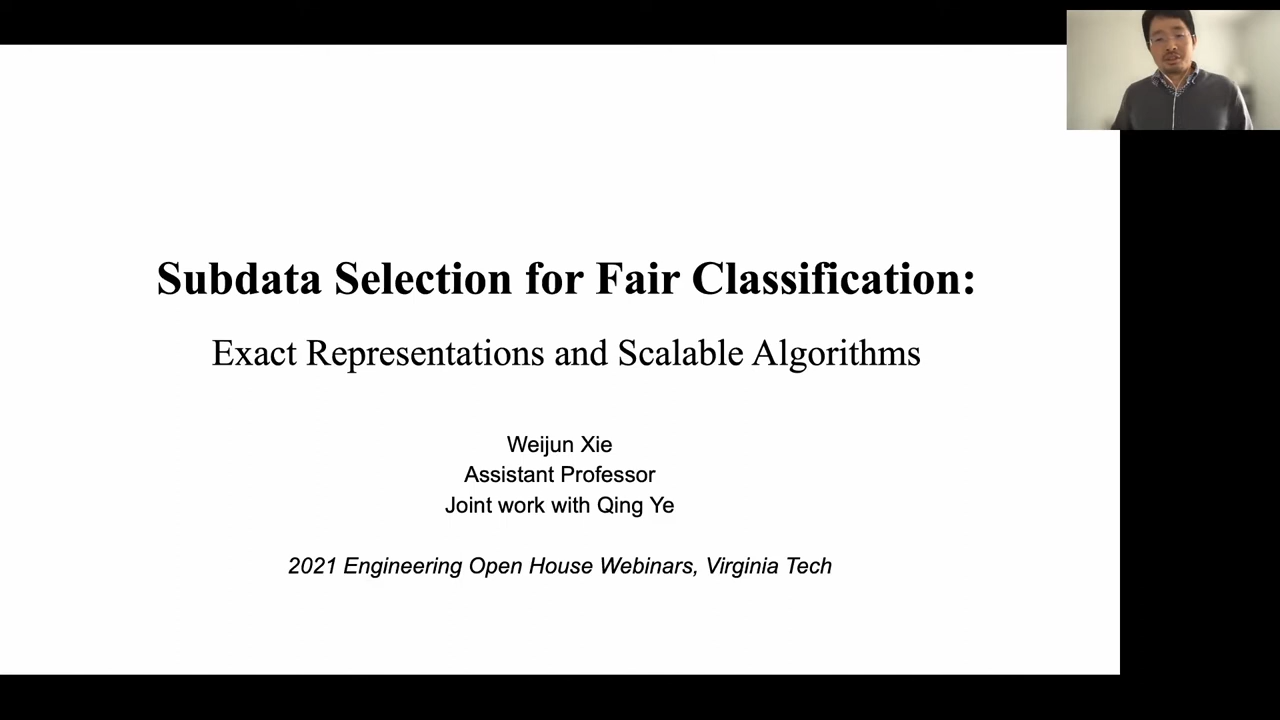 Subdata Selection for Fair Classification:
Exact Representations and Scalable Algorithms
Weijun Xie
Assistant Professor
Joint work with Qing Ye
2021 Engineering Open House Webinars, Virginia Tech